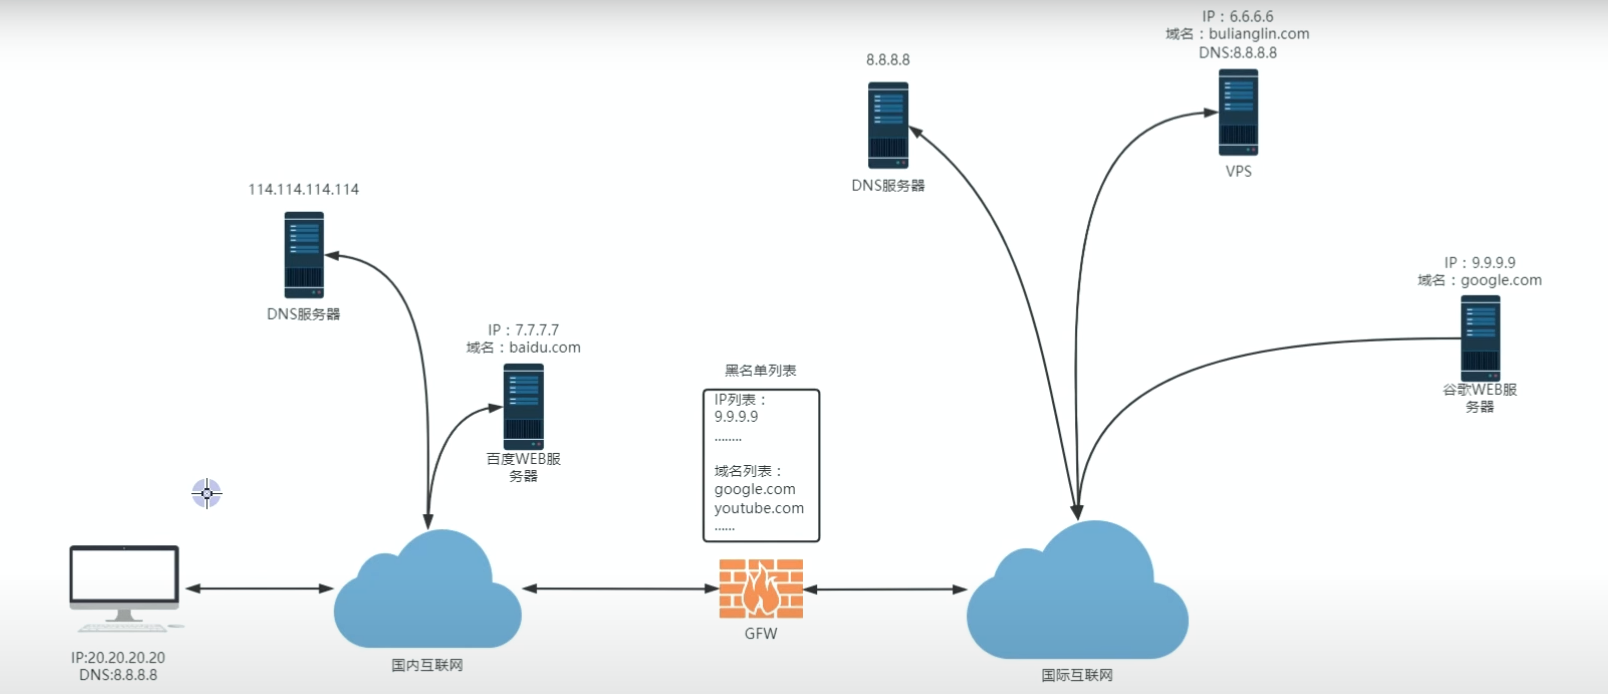 IP：6.6.6.6
域名：bulianglin.com
DNS:8.8.8.8
VPS
8.8.8.8
DNS服务器
114.114.114.114
DNS服务器
IP：9.9.9.9
域名：google.com
谷歌WEB服
务器
IP：7.7.7.7
域名：baidu.com
百度WEB服
务器
黑名单列表
IP列表：
9.9.9.9
........
域名列表：
google.com
youtube.com
......
GFW
IP:20.20.20.20
DNS:8.8.8.8
国内互联网
国际互联网